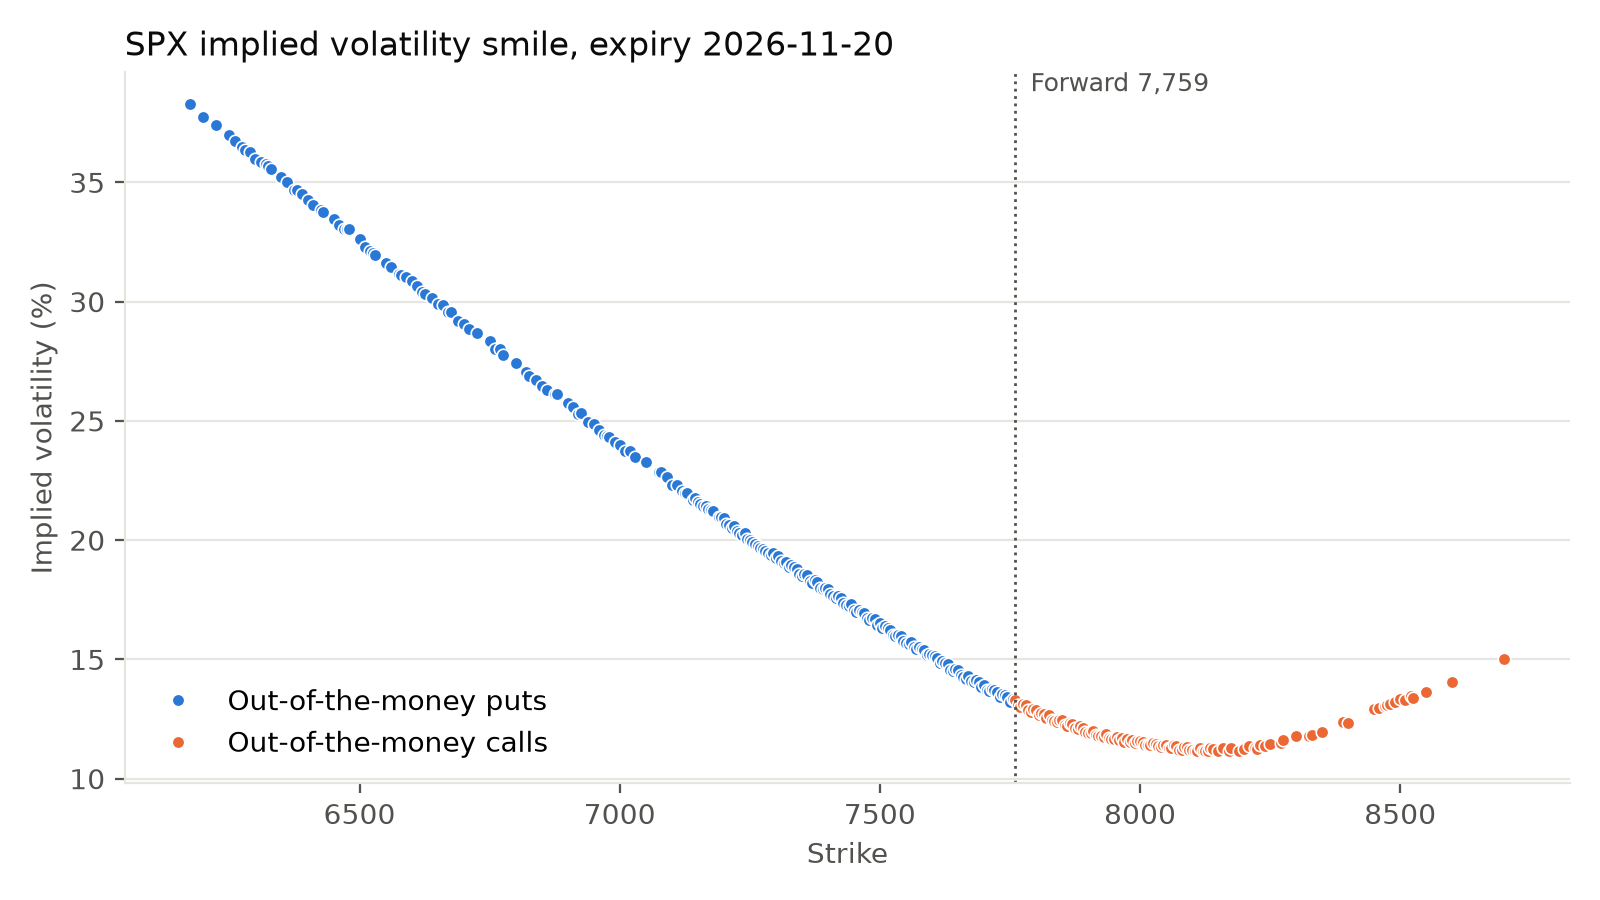 SPX implied volatility smile, expiry 2026-11-20
Forward 7,759
Implied volatility (%)
35
30
25
20
15
10
Out-of-the-money puts
Out-of-the-money calls
6500
7000
7500
8000
8500
Strike